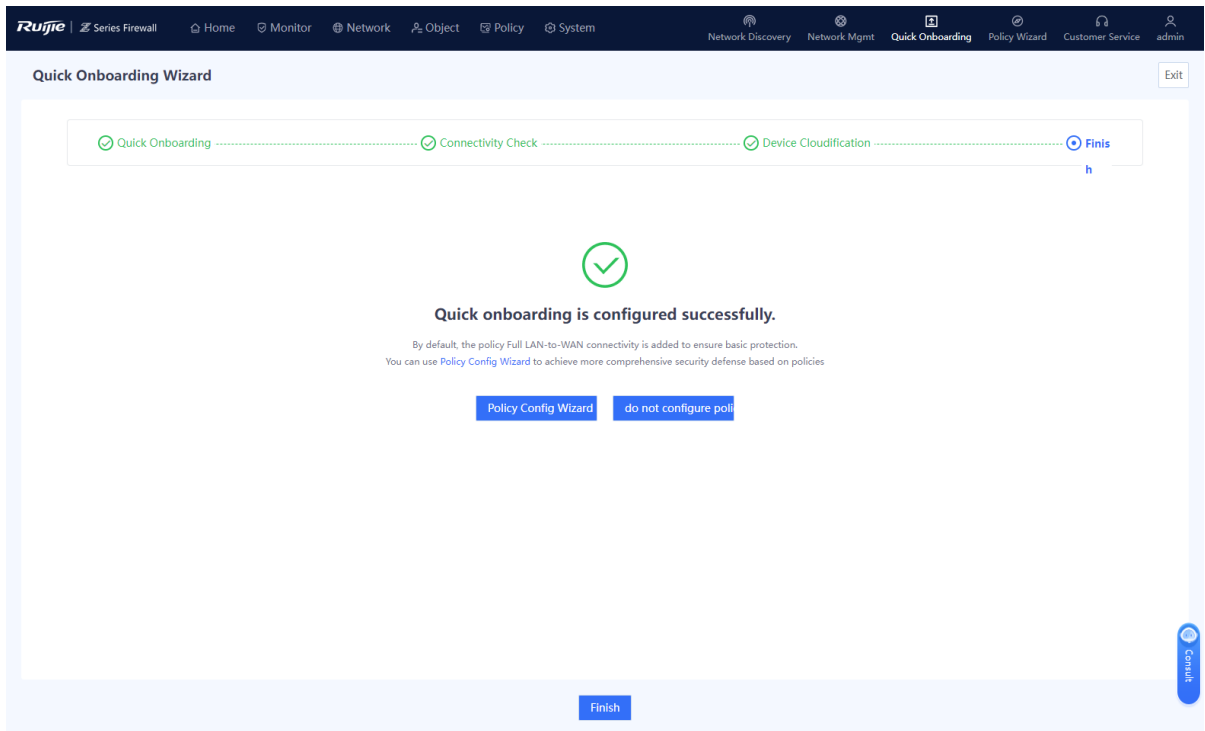 Ruijie Z Series Firewall Home Monitor Network Object Policy System Network Discovery Network Mgmt Quick Onboarding Policy Wizard Customer Service admin
Quick Onboarding Wizard Exit
Quick Onboarding Connectivity Check Device Cloudification Finis
h
Quick onboarding is configured successfully.
By default, the policy Full LAN-to-WAN connectivity is added to ensure basic protection.
You can use Policy Config Wizard to achieve more comprehensive security defense based on policies
Policy Config Wizard do not configure poli
Consult
Finish